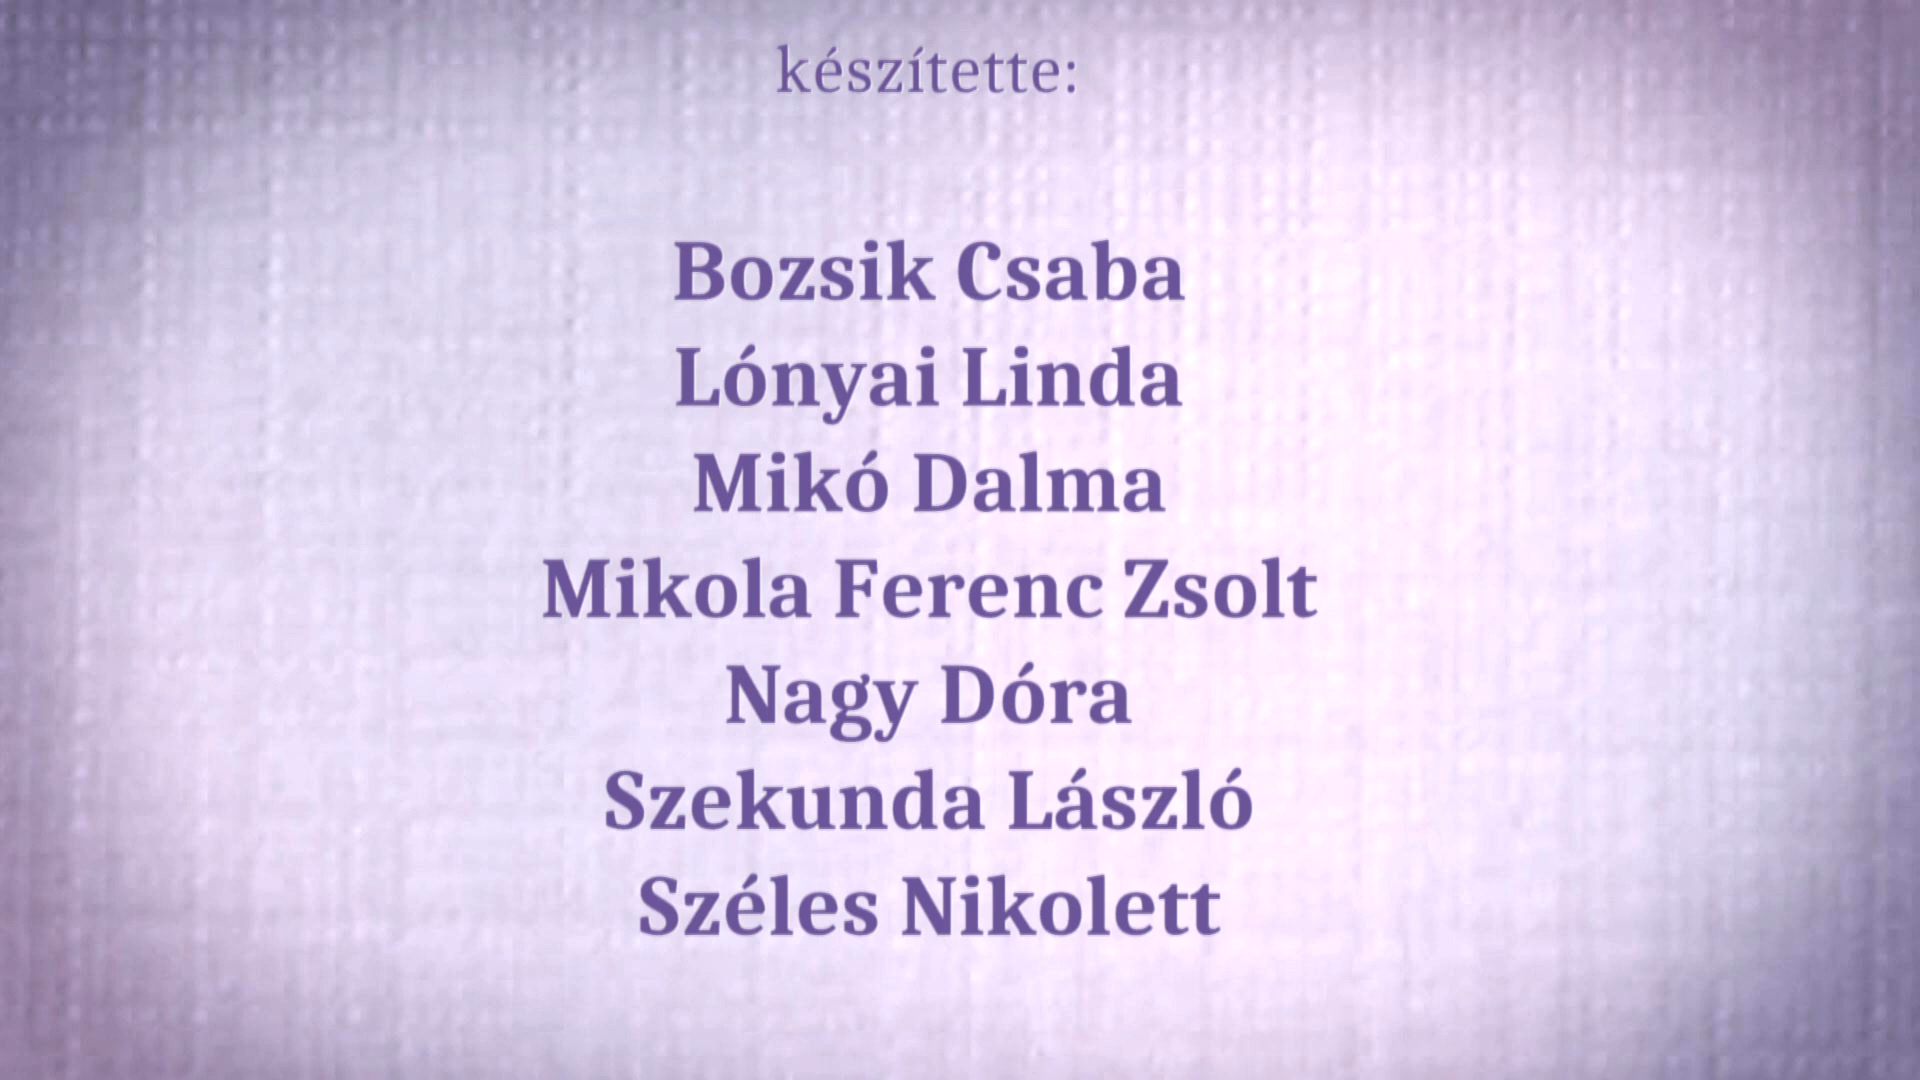 készítette:
Bozsik Csaba
Lónyai Linda
Mikó Dalma
Mikola Ferenc Zsolt
Nagy Dóra
Szekunda László
Széles Nikolett